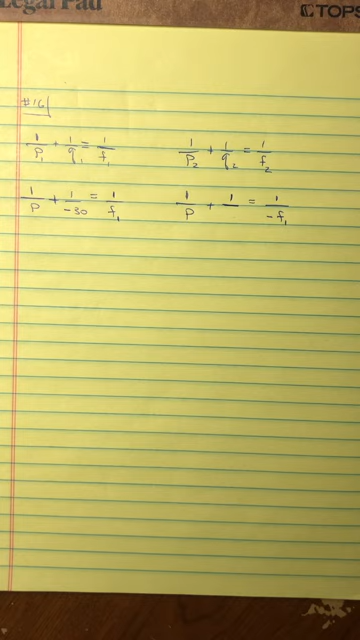 Legal Pad
TOPS
#16
1/p₁ + 1/q₁ = 1/f₁
1/p₂ + 1/q₂ = 1/f₂
1/p + 1/-30 = 1/f₁
1/p + 1/ = 1/-f₁